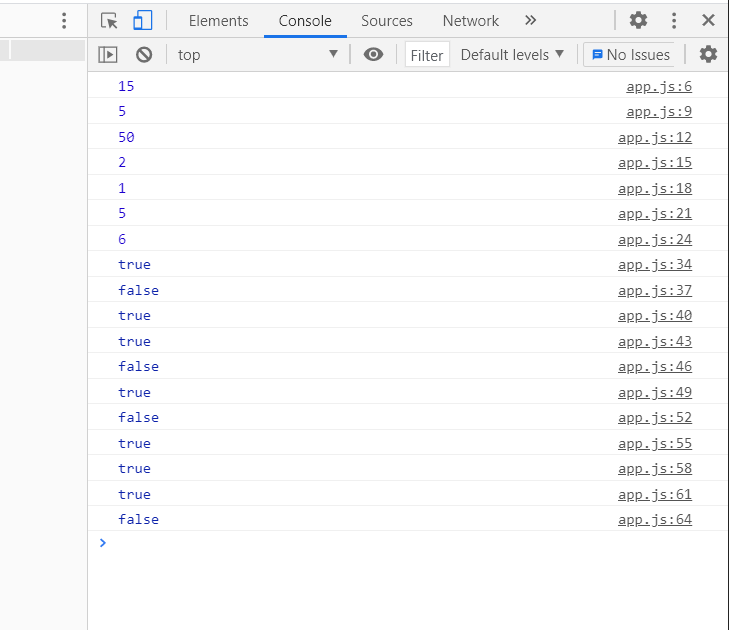 Elements Console Sources Network
top Filter Default levels No Issues
15 app.js:6
5 app.js:9
50 app.js:12
2 app.js:15
1 app.js:18
5 app.js:21
6 app.js:24
true app.js:34
false app.js:37
true app.js:40
true app.js:43
false app.js:46
true app.js:49
false app.js:52
true app.js:55
true app.js:58
true app.js:61
false app.js:64